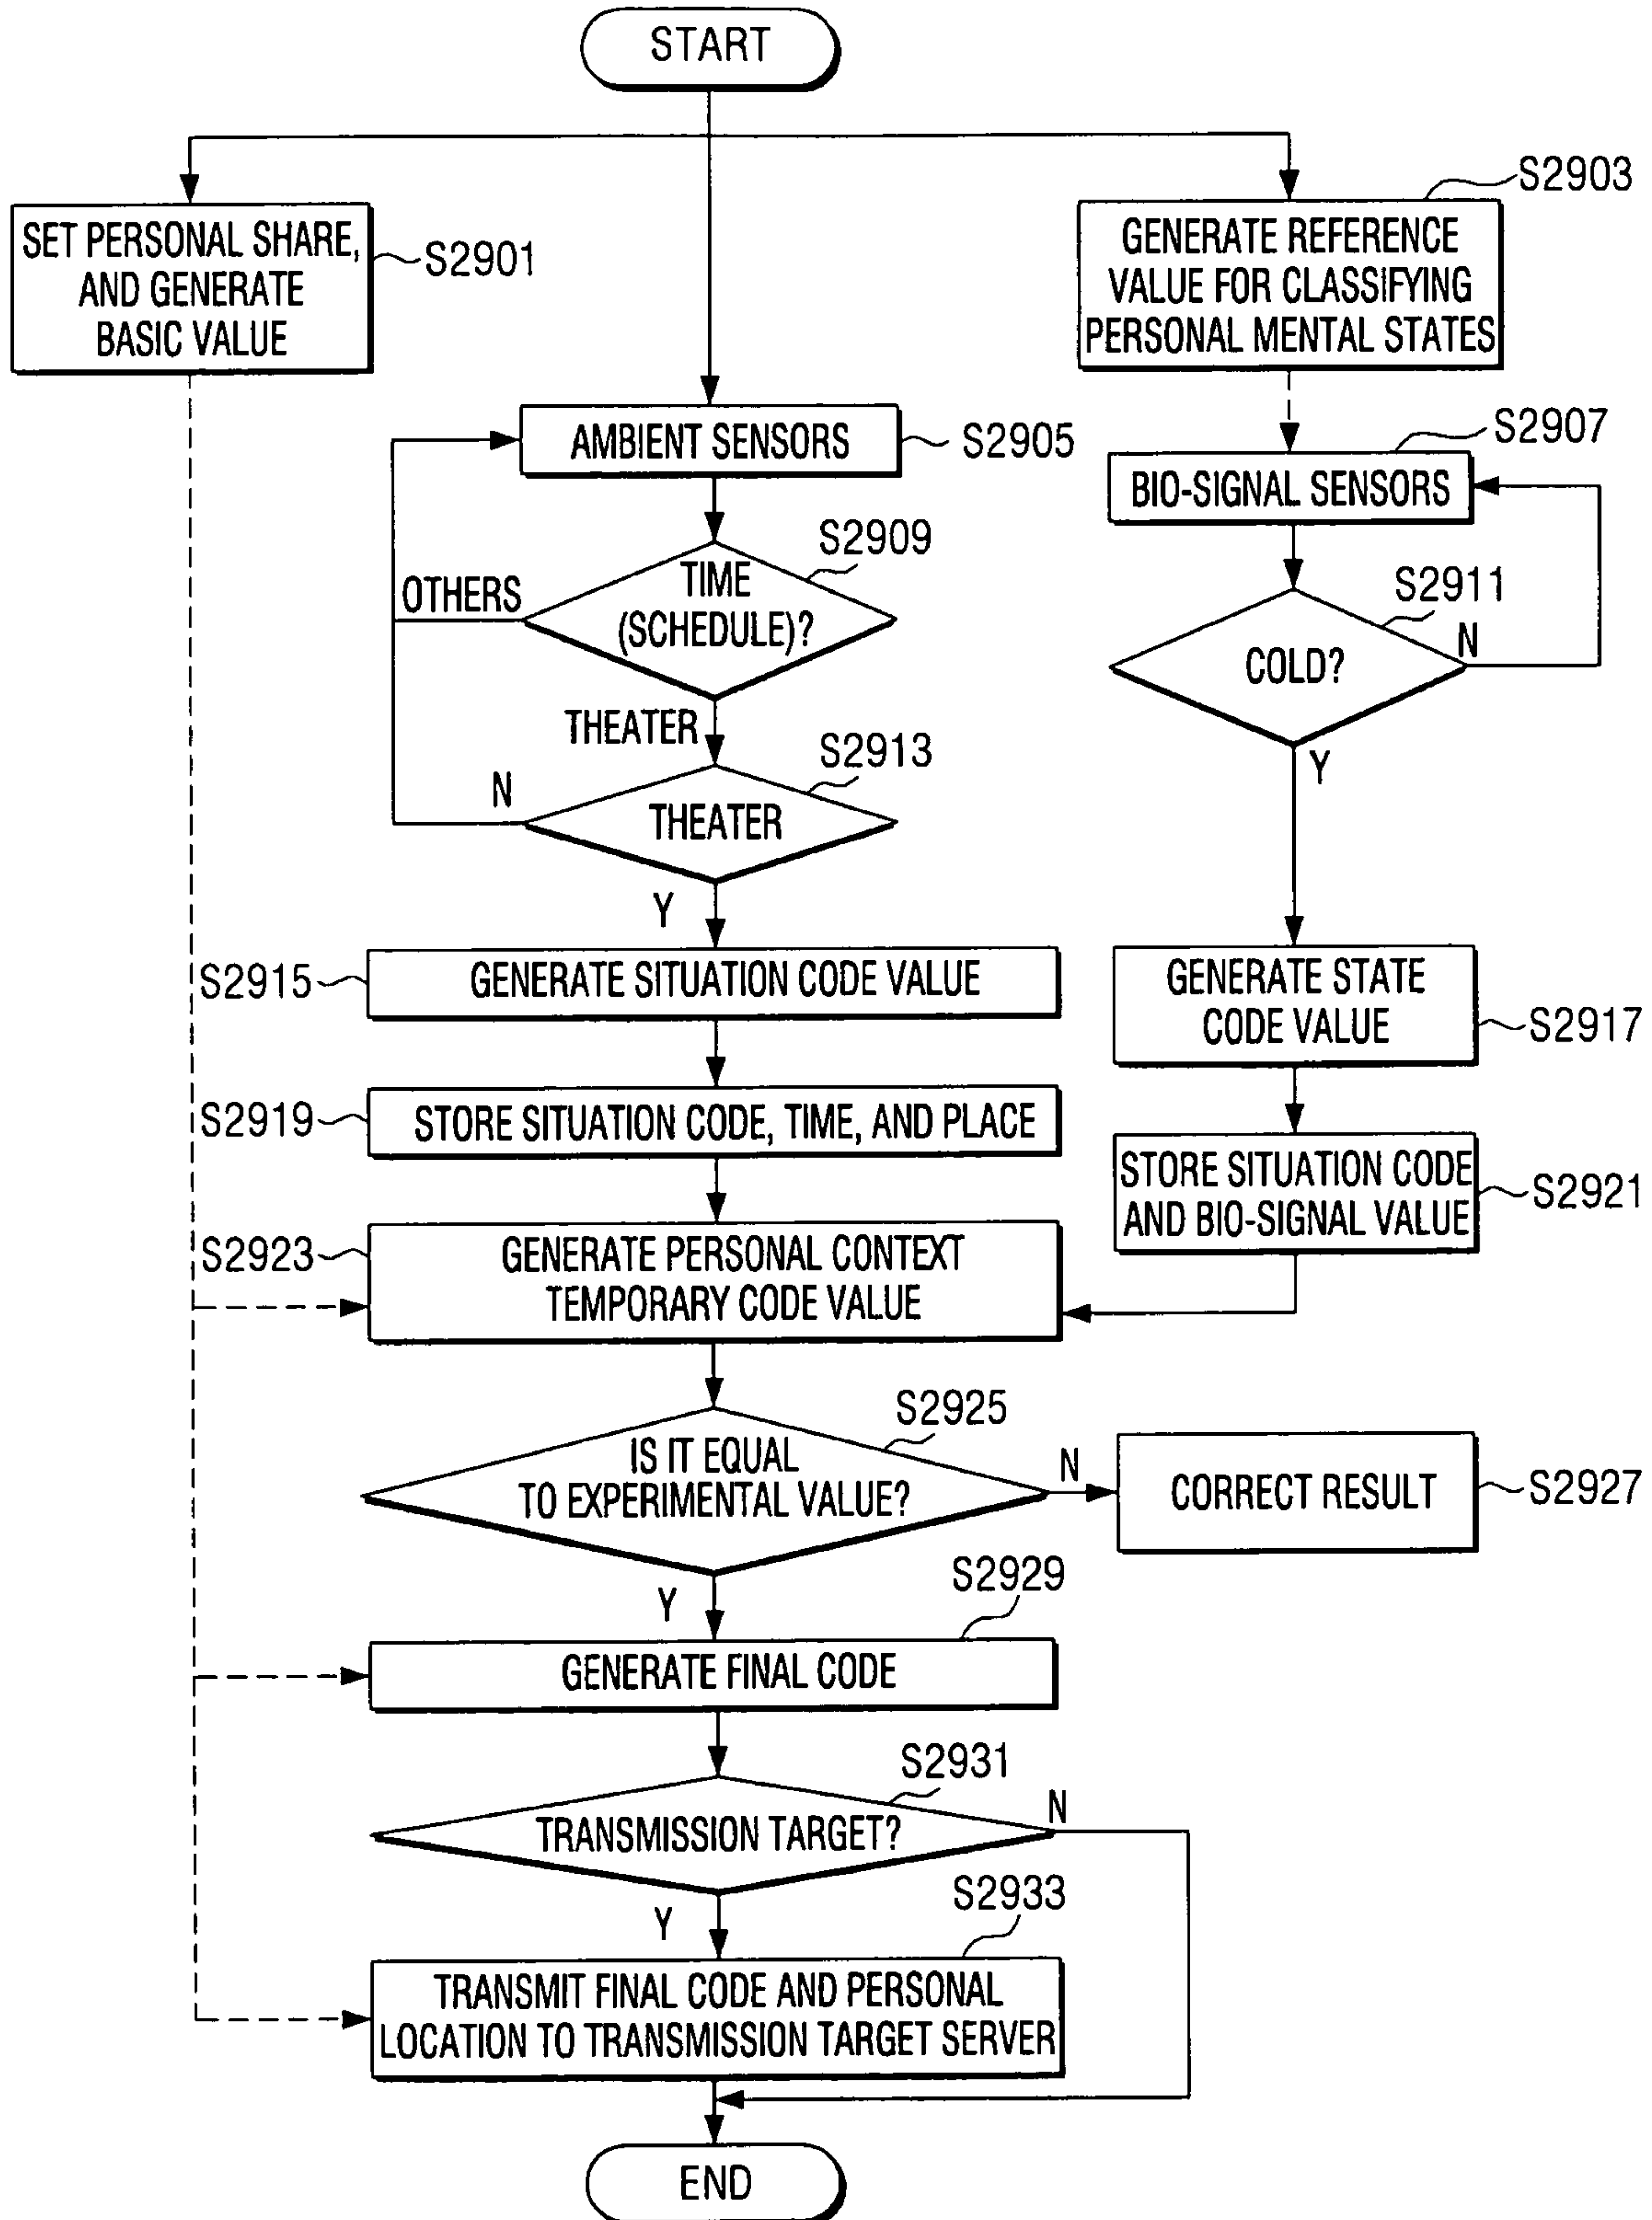 START
S2903
SET PERSONAL SHARE,
AND GENERATE
BASIC VALUE
S2901
GENERATE REFERENCE
VALUE FOR CLASSIFYING
PERSONAL MENTAL STATES
AMBIENT SENSORS
S2905
S2907
BIO-SIGNAL SENSORS
S2909
TIME
(SCHEDULE)?
OTHERS
S2911
COLD?
N
Y
THEATER
S2913
THEATER
N
Y
S2915
GENERATE SITUATION CODE VALUE
GENERATE STATE
CODE VALUE
S2917
S2919
STORE SITUATION CODE, TIME, AND PLACE
STORE SITUATION CODE
AND BIO-SIGNAL VALUE
S2921
S2923
GENERATE PERSONAL CONTEXT
TEMPORARY CODE VALUE
S2925
IS IT EQUAL
TO EXPERIMENTAL VALUE?
N
CORRECT RESULT
S2927
Y
S2929
GENERATE FINAL CODE
S2931
TRANSMISSION TARGET?
N
Y
S2933
TRANSMIT FINAL CODE AND PERSONAL
LOCATION TO TRANSMISSION TARGET SERVER
END